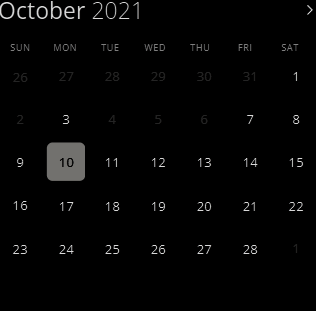 October 2021
SUN MON TUE WED THU FRI SAT
26 27 28 29 30 31 1
2 3 4 5 6 7 8
9 10 11 12 13 14 15
16 17 18 19 20 21 22
23 24 25 26 27 28 1